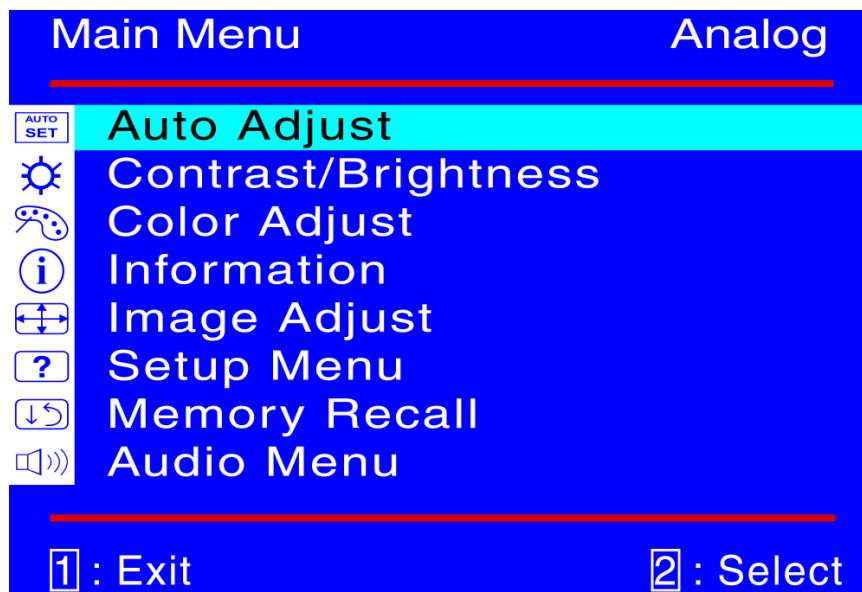 Main Menu Analog
AUTO
SET
Auto Adjust
Contrast/Brightness
Color Adjust
i Information
Image Adjust
? Setup Menu
Memory Recall
Audio Menu
1 : Exit 2 : Select